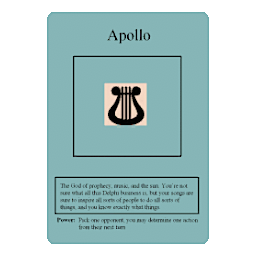 Apollo
The God of prophecy, music, and the sun. You're not
sure what all this Delphi business is, but your songs are
sure to inspire all sorts of people to do all sorts of
things, and you know exactly what things.
Power: Pick one opponent, you may determine one action
from their next turn